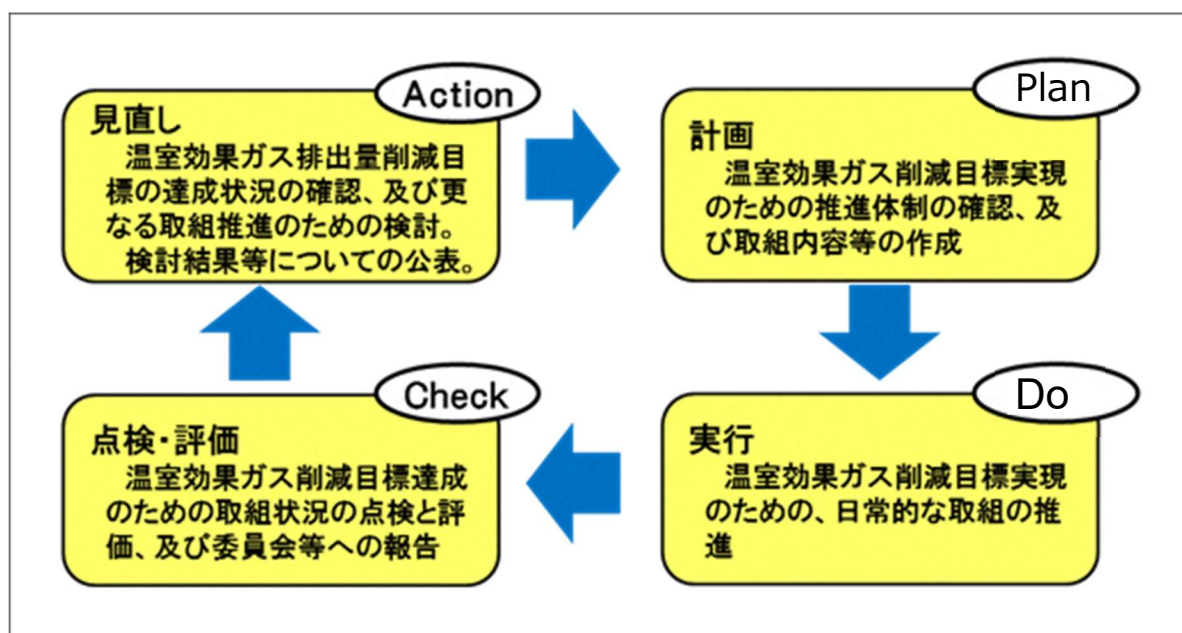 Action
見直し
温室効果ガス排出量削減目
標の達成状況の確認、及び更
なる取組推進のための検討。
検討結果等についての公表。
Plan
計画
温室効果ガス削減目標実現
のための推進体制の確認、及
び取組内容等の作成
Check
点検・評価
温室効果ガス削減目標達成
のための取組状況の点検と評
価、及び委員会等への報告
Do
実行
温室効果ガス削減目標実現
のための、日常的な取組の推
進